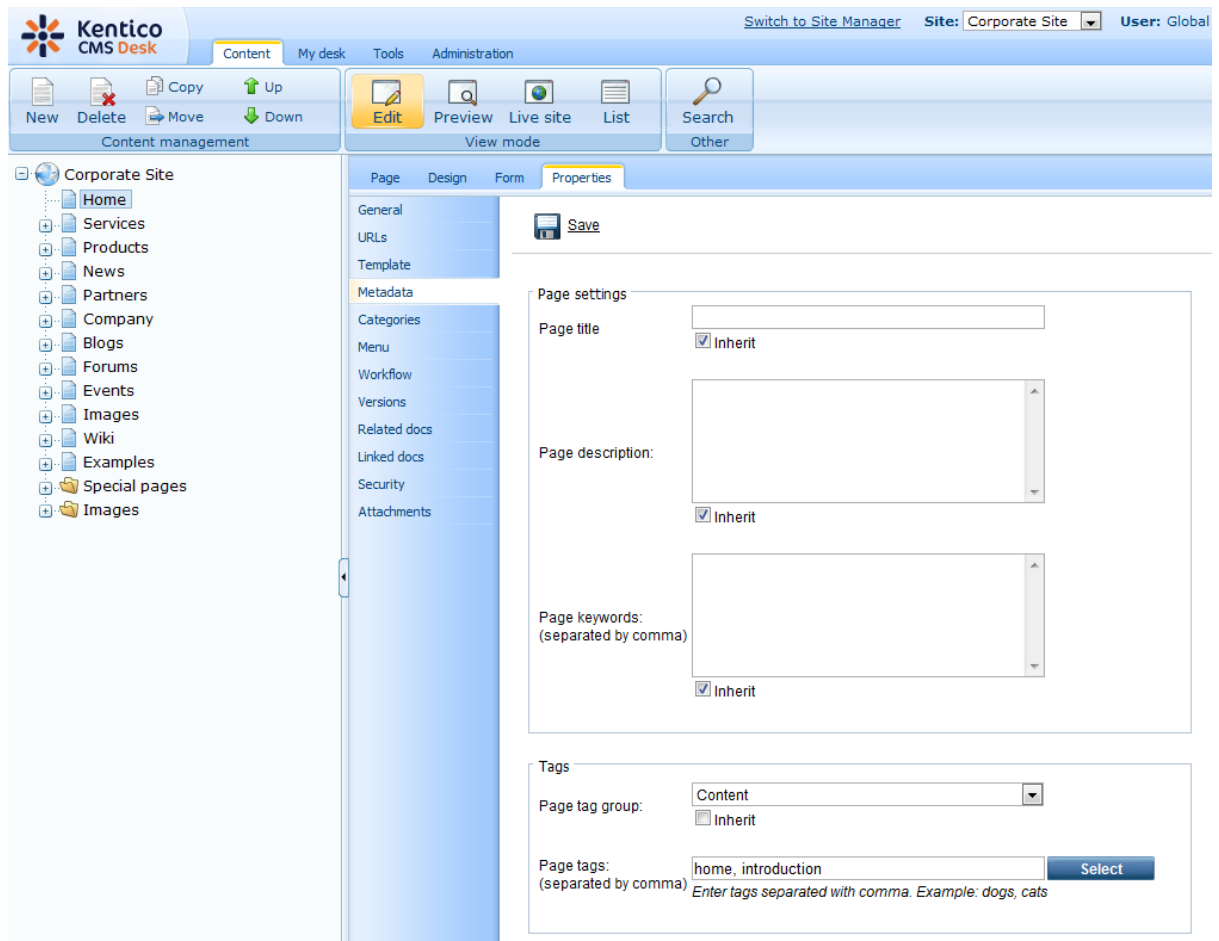 Kentico
CMS Desk
Switch to Site Manager Site: Corporate Site User: Global
Content My desk Tools Administration
New Delete Copy Move Up Down
Content management
Edit Preview Live site List
View mode
Search
Other
Corporate Site
Home
Services
Products
News
Partners
Company
Blogs
Forums
Events
Images
Wiki
Examples
Special pages
Images
Page Design Form Properties
General
URLs
Template
Metadata
Categories
Menu
Workflow
Versions
Related docs
Linked docs
Security
Attachments
Save
Page settings
Page title
Inherit
Page description:
Inherit
Page keywords:
(separated by comma)
Inherit
Tags
Page tag group: Content
Inherit
Page tags:
(separated by comma) home, introduction Select
Enter tags separated with comma. Example: dogs, cats